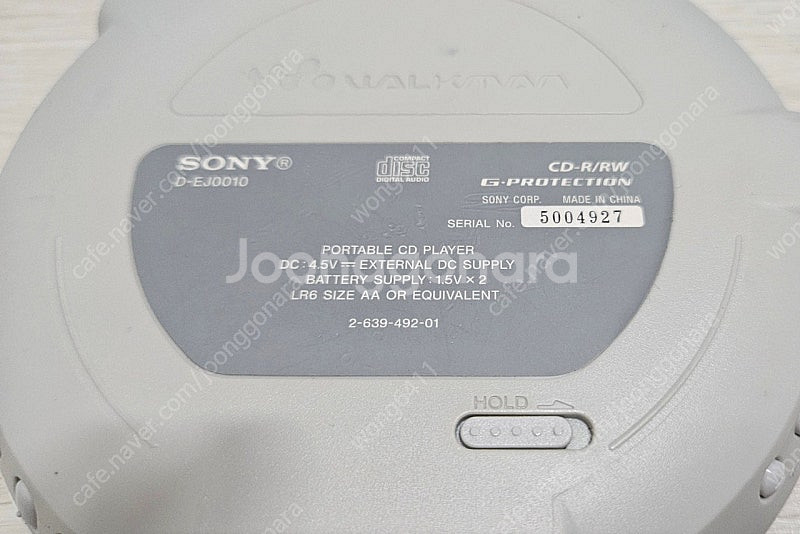 WALKMAN
SONY®
D-EJ0010
COMPACT
disc
DIGITAL AUDIO
CD-R/RW
G-PROTECTION
SONY CORP. MADE IN CHINA
SERIAL No. 5004927
PORTABLE CD PLAYER
DC : 4.5V ⎓ EXTERNAL DC SUPPLY
BATTERY SUPPLY : 1.5V × 2
LR6 SIZE AA OR EQUIVALENT
2-639-492-01
HOLD
Joonggonara
cafe.naver.com/joonggonara